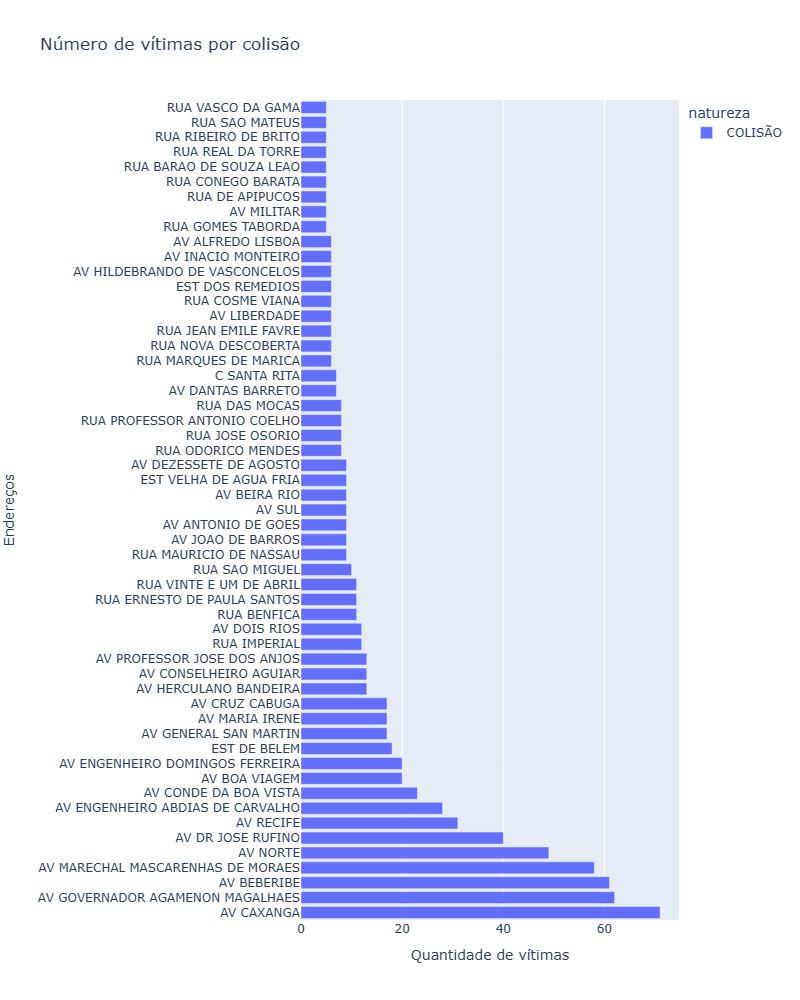 Número de vítimas por colisão
natureza
COLISÃO
RUA VASCO DA GAMA
RUA SAO MATEUS
RUA RIBEIRO DE BRITO
RUA REAL DA TORRE
RUA BARAO DE SOUZA LEAO
RUA CONEGO BARATA
RUA DE APIPUCOS
AV MILITAR
RUA GOMES TABORDA
AV ALFREDO LISBOA
AV INACIO MONTEIRO
AV HILDEBRANDO DE VASCONCELOS
EST DOS REMEDIOS
RUA COSME VIANA
AV LIBERDADE
RUA JEAN EMILE FAVRE
RUA NOVA DESCOBERTA
RUA MARQUES DE MARICA
C SANTA RITA
AV DANTAS BARRETO
RUA DAS MOCAS
RUA PROFESSOR ANTONIO COELHO
RUA JOSE OSORIO
RUA ODORICO MENDES
AV DEZESSETE DE AGOSTO
EST VELHA DE AGUA FRIA
AV BEIRA RIO
AV SUL
AV ANTONIO DE GOES
AV JOAO DE BARROS
RUA MAURICIO DE NASSAU
RUA SAO MIGUEL
RUA VINTE E UM DE ABRIL
RUA ERNESTO DE PAULA SANTOS
RUA BENFICA
AV DOIS RIOS
RUA IMPERIAL
AV PROFESSOR JOSE DOS ANJOS
AV CONSELHEIRO AGUIAR
AV HERCULANO BANDEIRA
AV CRUZ CABUGA
AV MARIA IRENE
AV GENERAL SAN MARTIN
EST DE BELEM
AV ENGENHEIRO DOMINGOS FERREIRA
AV BOA VIAGEM
AV CONDE DA BOA VISTA
AV ENGENHEIRO ABDIAS DE CARVALHO
AV RECIFE
AV DR JOSE RUFINO
AV NORTE
AV MARECHAL MASCARENHAS DE MORAES
AV BEBERIBE
AV GOVERNADOR AGAMENON MAGALHAES
AV CAXANGA
Endereços
0 20 40 60
Quantidade de vítimas